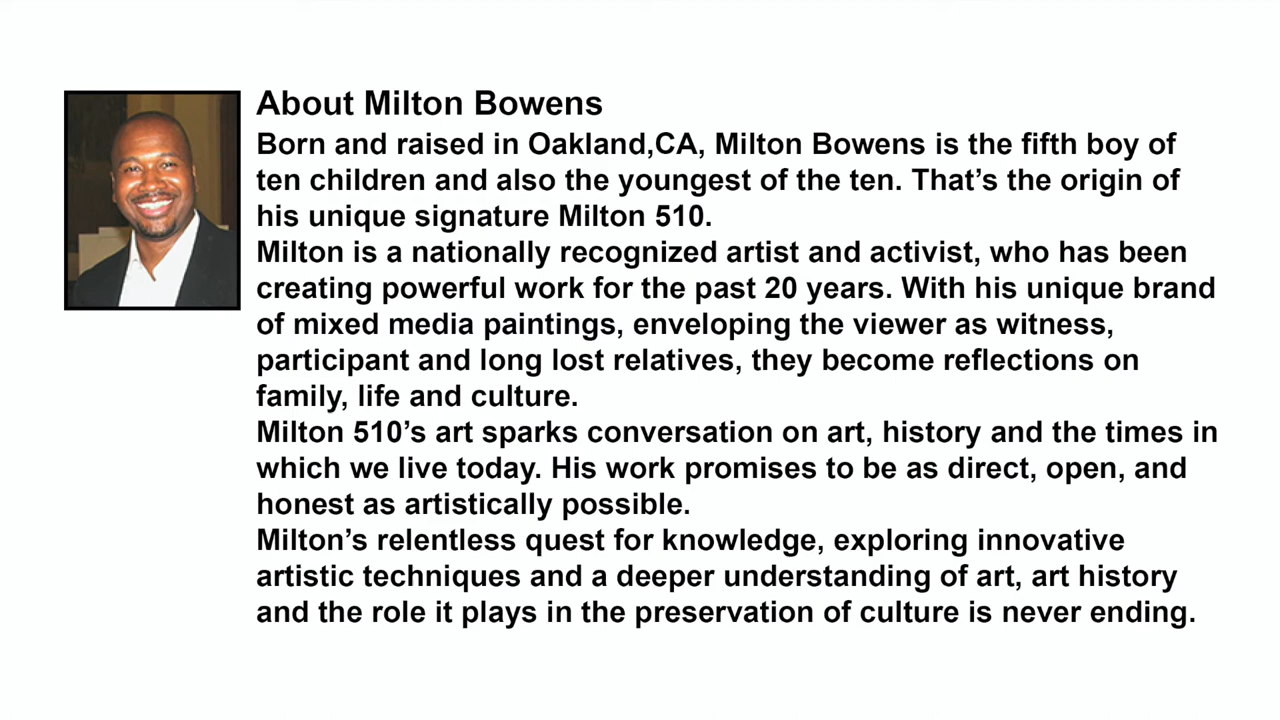 About Milton Bowens
Born and raised in Oakland,CA, Milton Bowens is the fifth boy of
ten children and also the youngest of the ten. That’s the origin of
his unique signature Milton 510.
Milton is a nationally recognized artist and activist, who has been
creating powerful work for the past 20 years. With his unique brand
of mixed media paintings, enveloping the viewer as witness,
participant and long lost relatives, they become reflections on
family, life and culture.
Milton 510’s art sparks conversation on art, history and the times in
which we live today. His work promises to be as direct, open, and
honest as artistically possible.
Milton’s relentless quest for knowledge, exploring innovative
artistic techniques and a deeper understanding of art, art history
and the role it plays in the preservation of culture is never ending.